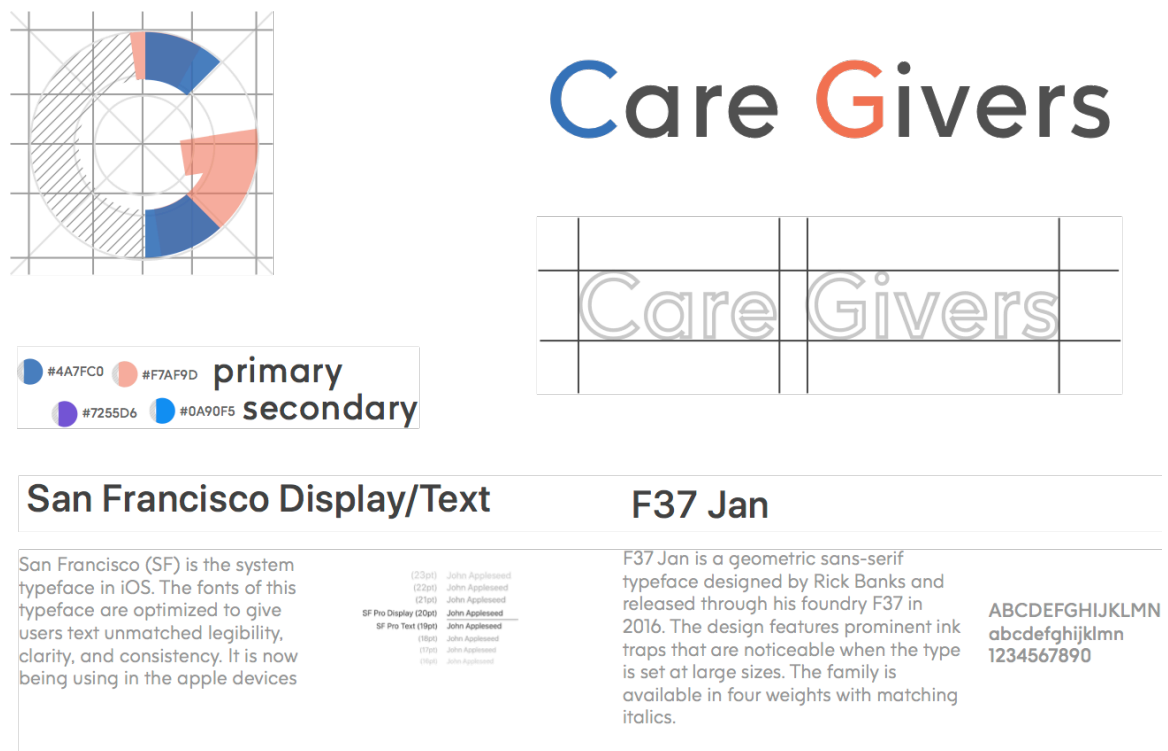 Care Givers
Care Givers
#4A7FC0 #F7AF9D primary
#7255D6 #0A90F5 secondary
San Francisco Display/Text
F37 Jan
San Francisco (SF) is the system
typeface in iOS. The fonts of this
typeface are optimized to give
users text unmatched legibility,
clarity, and consistency. It is now
being using in the apple devices
(23pt) John Appleseed
(22pt) John Appleseed
(21pt) John Appleseed
SF Pro Display (20pt) John Appleseed
SF Pro Text (19pt) John Appleseed
(18pt) John Appleseed
(17pt) John Appleseed
(16pt) John Appleseed
F37 Jan is a geometric sans-serif
typeface designed by Rick Banks and
released through his foundry F37 in
2016. The design features prominent ink
traps that are noticeable when the type
is set at large sizes. The family is
available in four weights with matching
italics.
ABCDEFGHIJKLMN
abcdefghijklmn
1234567890